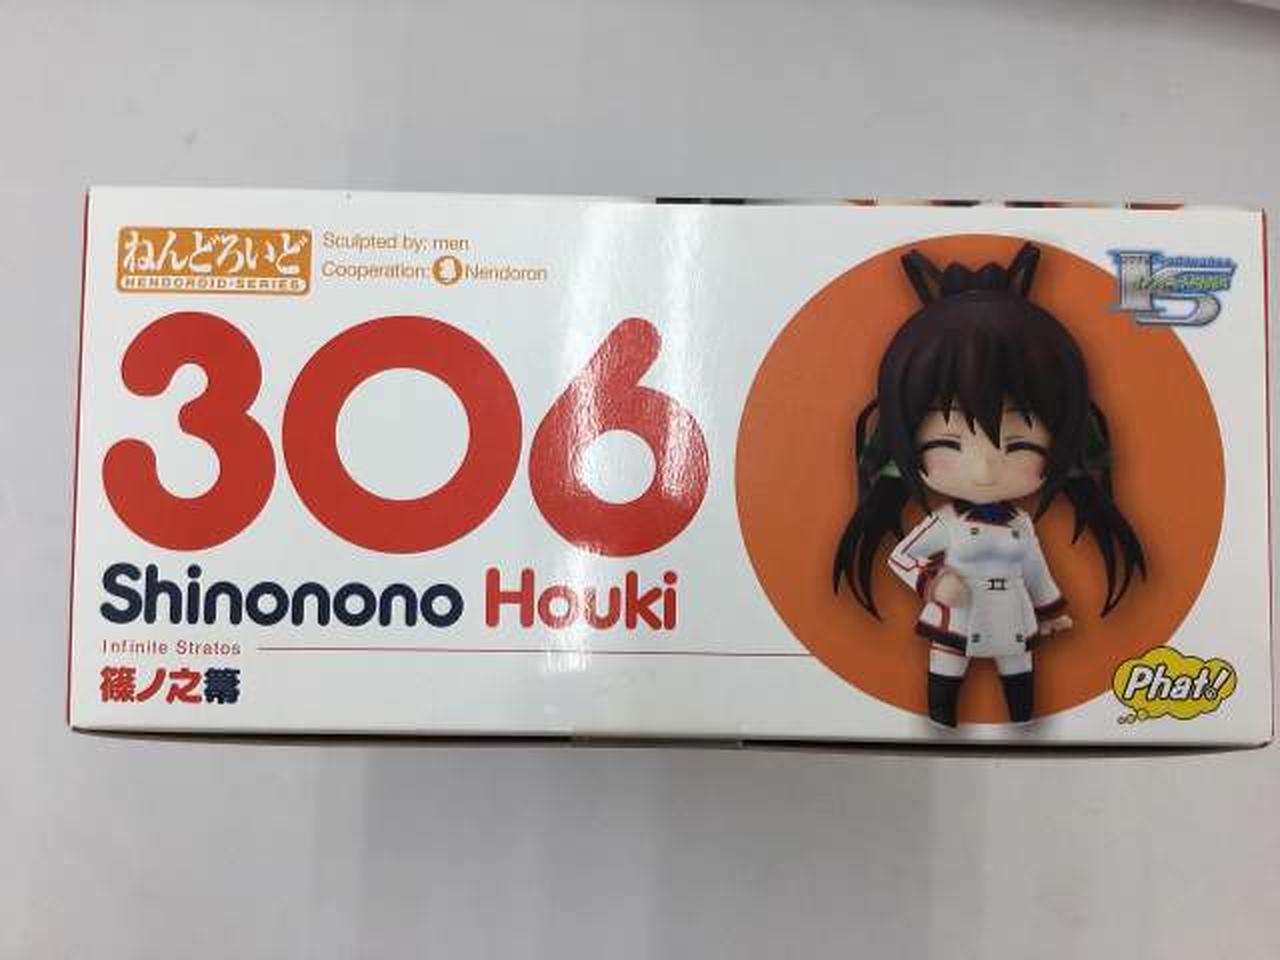 ねんどろいど
NENDOROID·SERIES
Sculpted by: men
Cooperation: Nendoron
306
Shinonono Houki
Infinite Stratos
篠ノ之箒
IS
Phat!